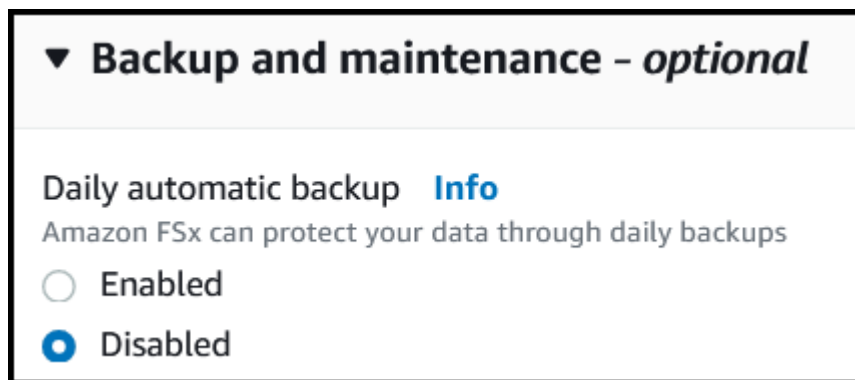 Backup and maintenance - optional
Daily automatic backup Info
Amazon FSx can protect your data through daily backups
Enabled
Disabled